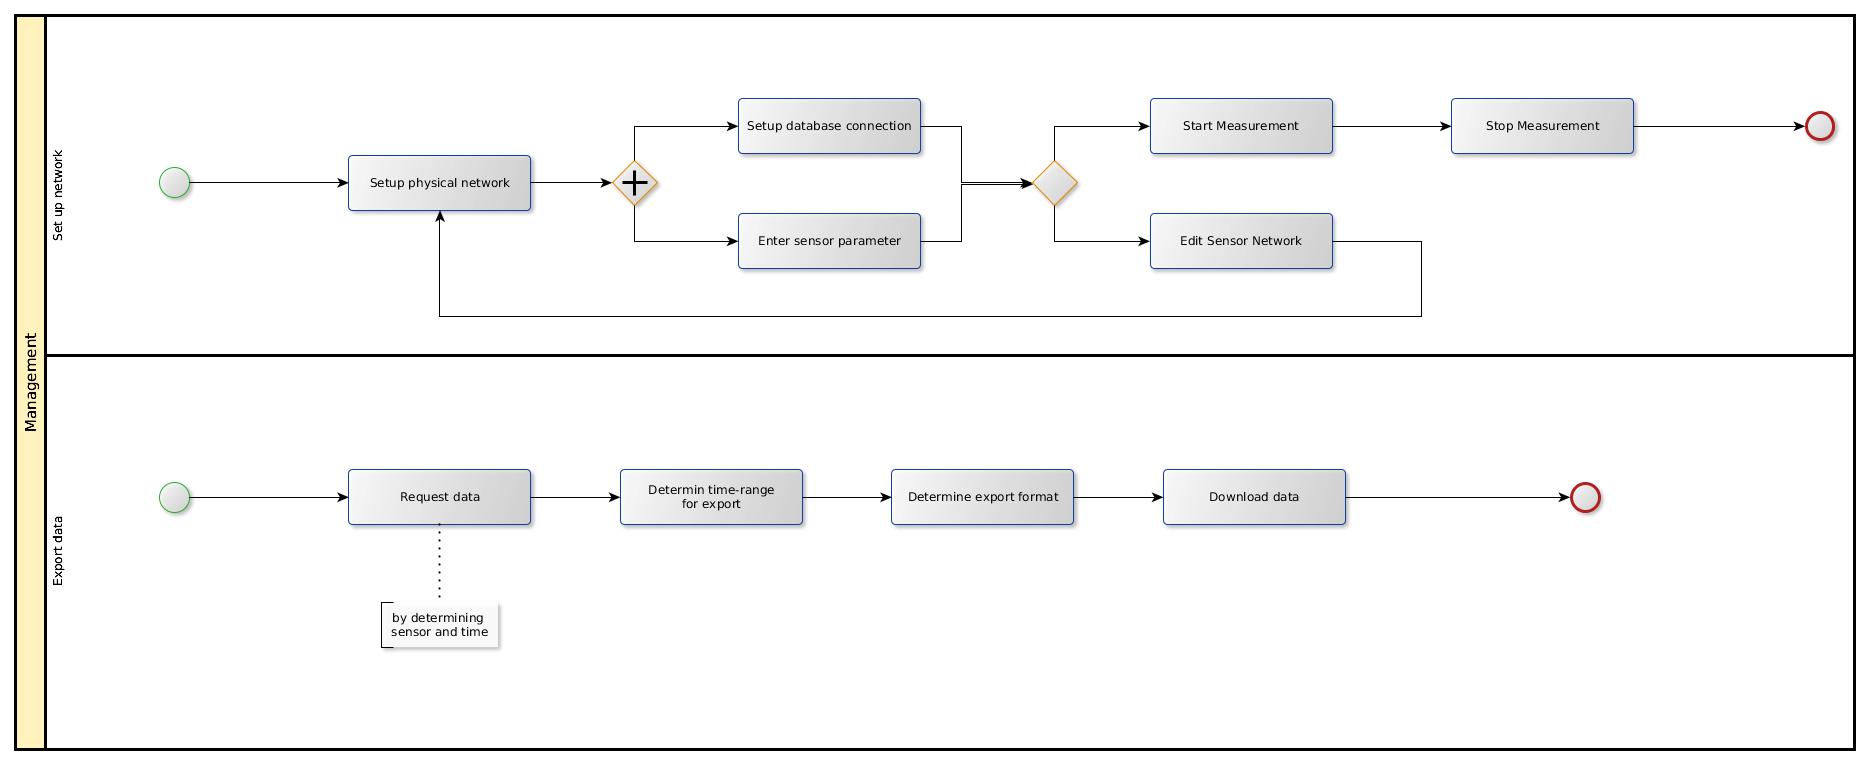 Management
Set up network
Setup physical network
Setup database connection
Enter sensor parameter
Start Measurement
Stop Measurement
Edit Sensor Network
Export data
Request data
Determin time-range
for export
Determine export format
Download data
by determining
sensor and time